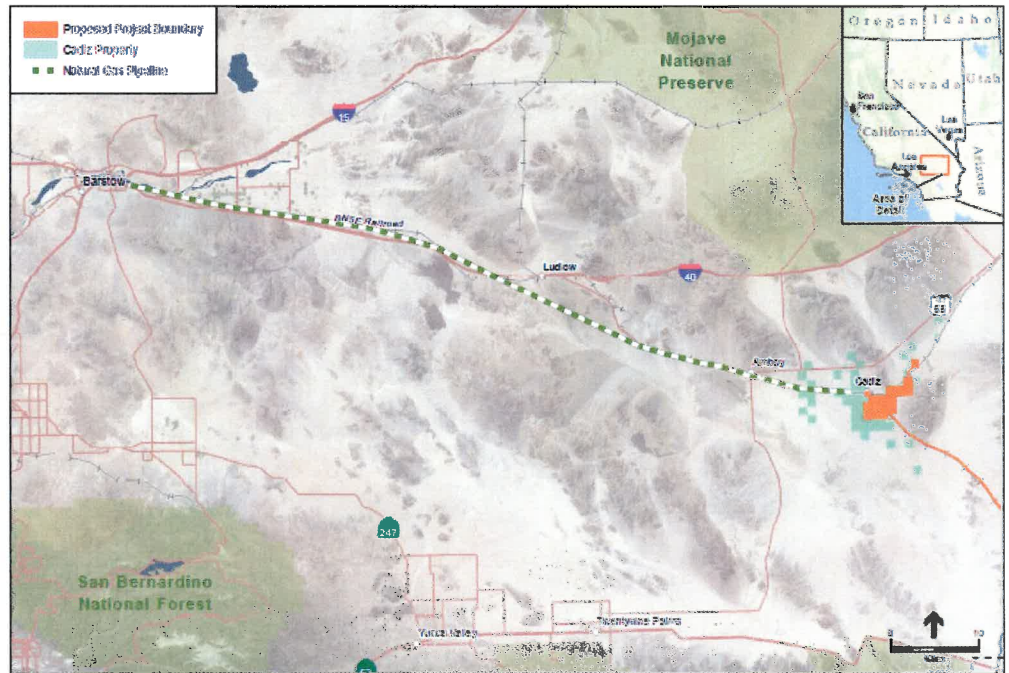 Proposed Project Boundary
Cadiz Property
Natural Gas Pipeline
Mojave
National
Preserve
Oregon
Idaho
Nevada
Utah
San
Francisco
California
Las
Vegas
Los
Angeles
Arizona
Area of
Detail
15
Barstow
BNSF Railroad
Ludlow
40
66
Amboy
Cadiz
247
San Bernardino
National Forest
Yucca Valley
Twentynine Palms
10